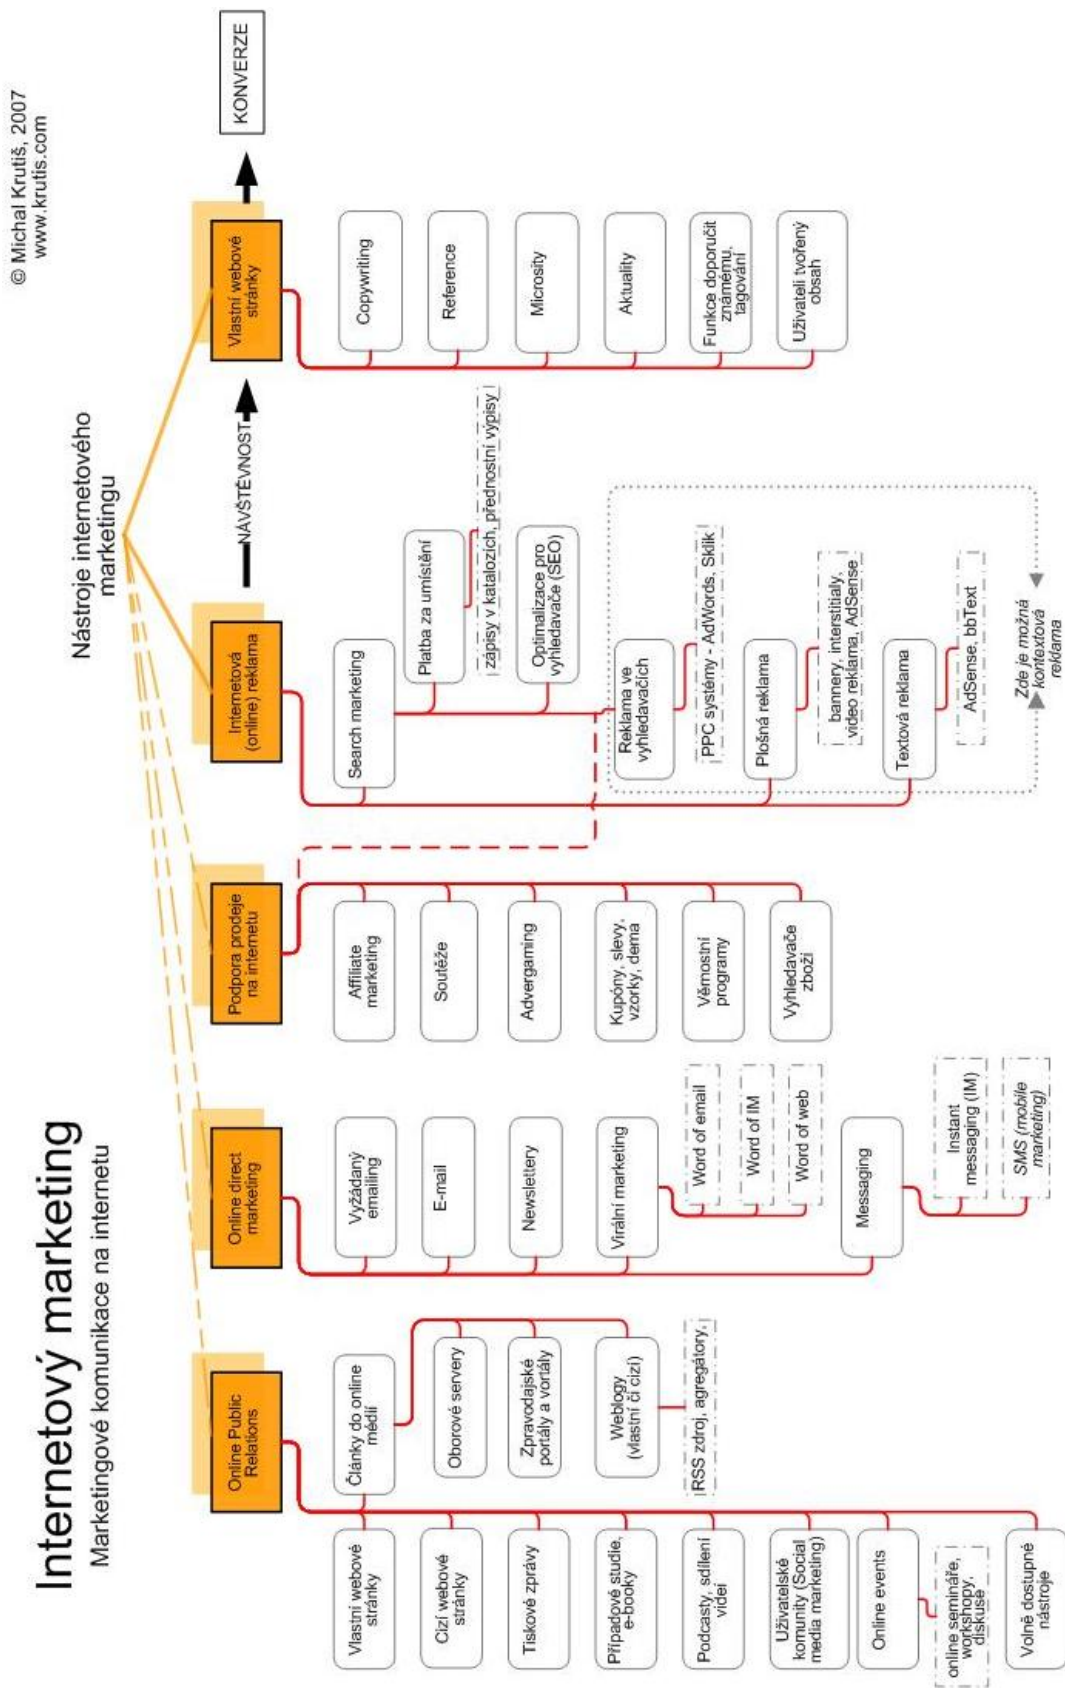 Internetový marketing
Marketingové komunikace na internetu
© Michal Krutiš, 2007
www.krutis.com
Nástroje internetového
marketingu
Online Public
Relations
Vlastní webové
stránky
Cizí webové
stránky
Tiskové zprávy
Případové studie,
e-booky
Podcasty, sdílení
videí
Uživatelské
komunity (Social
media marketing)
Online events
online semináře,
workshopy,
diskuse
Volně dostupné
nástroje
Články do online
médií
Oborové servery
Zpravodajské
portály a vortály
Weblogy
(vlastní či cizí)
RSS zdroj, agregátory,
Online direct
marketing
Vyžádaný
emailing
E-mail
Newslettery
Virální marketing
Word of email
Word of IM
Word of web
Messaging
Instant
messaging (IM)
SMS (mobile
marketing)
Podpora prodeje
na internetu
Affiliate
marketing
Soutěže
Advergaming
Kupóny, slevy,
vzorky, dema
Věrnostní
programy
Vyhledavače
zboží
Internetová
(online) reklama
Search marketing
Platba za umístění
zápisy v katalozích, přednostní výpisy
Optimalizace pro
vyhledavače (SEO)
Reklama ve
vyhledavačích
PPC systémy - AdWords, Sklik
Plošná reklama
bannery, interstitialy,
video reklama, AdSense
Textová reklama
AdSense, bbText
Zde je možná
kontextová
reklama
NÁVŠTĚVNOST
Vlastní webové
stránky
Copywriting
Reference
Microsity
Aktuality
Funkce doporučit
známému,
tagování
Uživateli tvořený
obsah
KONVERZE